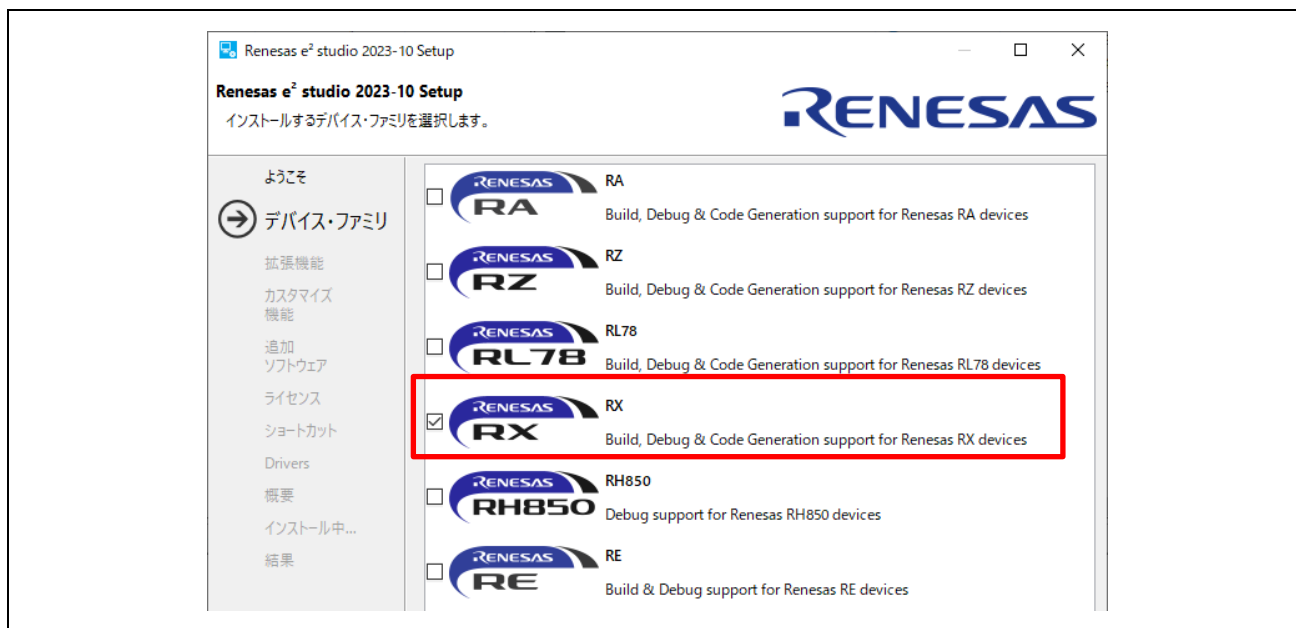 Renesas e² studio 2023-10 Setup
Renesas e² studio 2023-10 Setup
インストールするデバイス・ファミリを選択します。
RENESAS
ようこそ
デバイス・ファミリ
拡張機能
カスタマイズ
機能
追加
ソフトウェア
ライセンス
ショートカット
Drivers
概要
インストール中...
結果
RENESAS
RA
RA
Build, Debug & Code Generation support for Renesas RA devices
RENESAS
RZ
RZ
Build, Debug & Code Generation support for Renesas RZ devices
RENESAS
RL78
RL78
Build, Debug & Code Generation support for Renesas RL78 devices
RENESAS
RX
RX
Build, Debug & Code Generation support for Renesas RX devices
RENESAS
RH850
RH850
Debug support for Renesas RH850 devices
RENESAS
RE
RE
Build & Debug support for Renesas RE devices